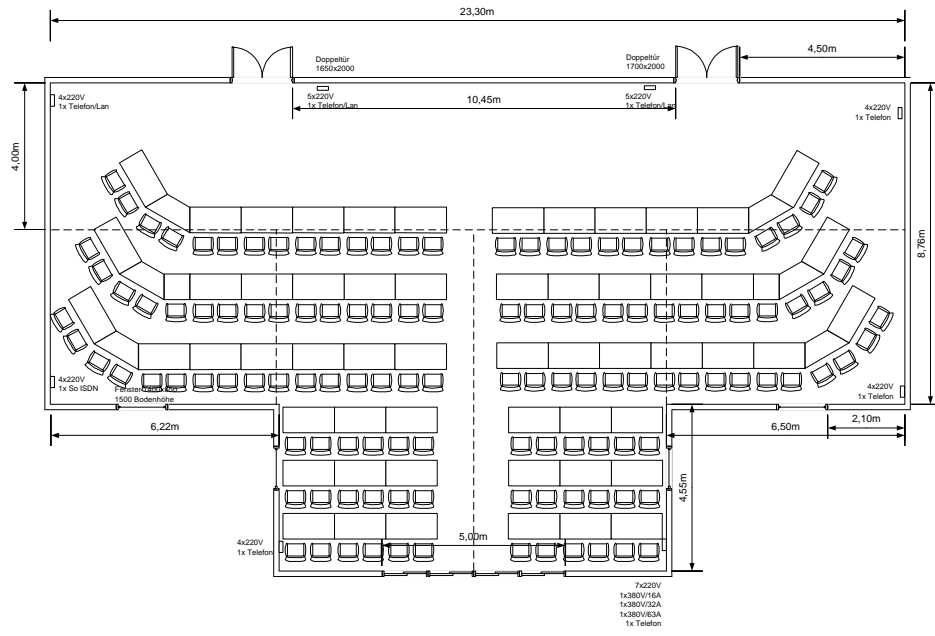 23,30m
4,50m
Doppeltür
1650x2000
Doppeltür
1700x2000
4x220V
1x Telefon/Lan
5x220V
1x Telefon/Lan
10,45m
5x220V
1x Telefon/Lan
4x220V
1x Telefon
4,00m
8,76m
4x220V
1x So ISDN
1500 Bodenhöhe
4x220V
1x Telefon
6,22m
6,50m
2,10m
4,55m
4x220V
1x Telefon
5,00m
7x220V
1x380V/16A
1x380V/32A
1x380V/63A
1x Telefon